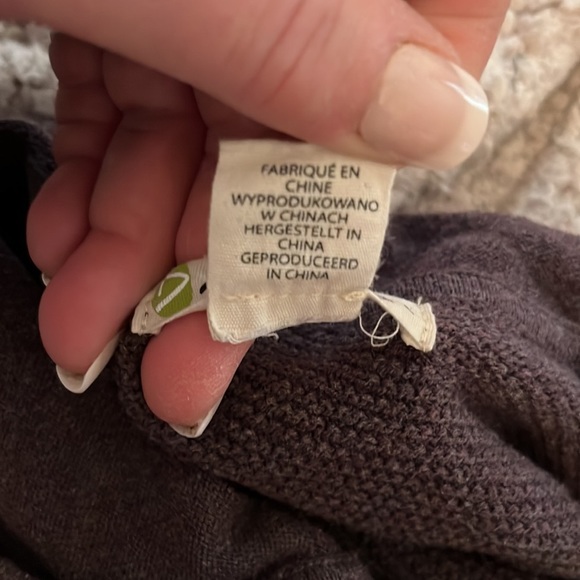 FABRIQUÉ EN
CHINE
WYPRODUKOWANO
W CHINACH
HERGESTELLT IN
CHINA
GEPRODUCEERD
IN CHINA